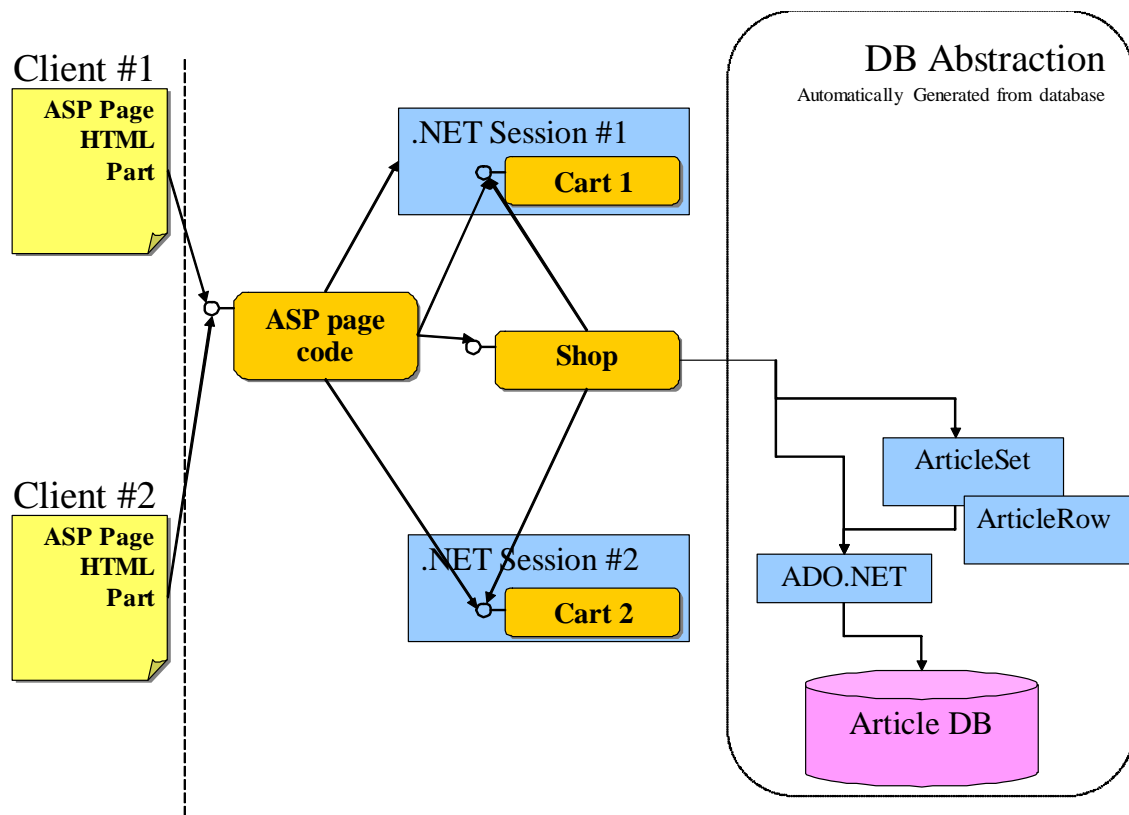 Client #1
ASP Page
HTML
Part
.NET Session #1
Cart 1
DB Abstraction
Automatically Generated from database
ASP page
code
Shop
ArticleSet
ArticleRow
ADO.NET
Article DB
Client #2
ASP Page
HTML
Part
.NET Session #2
Cart 2